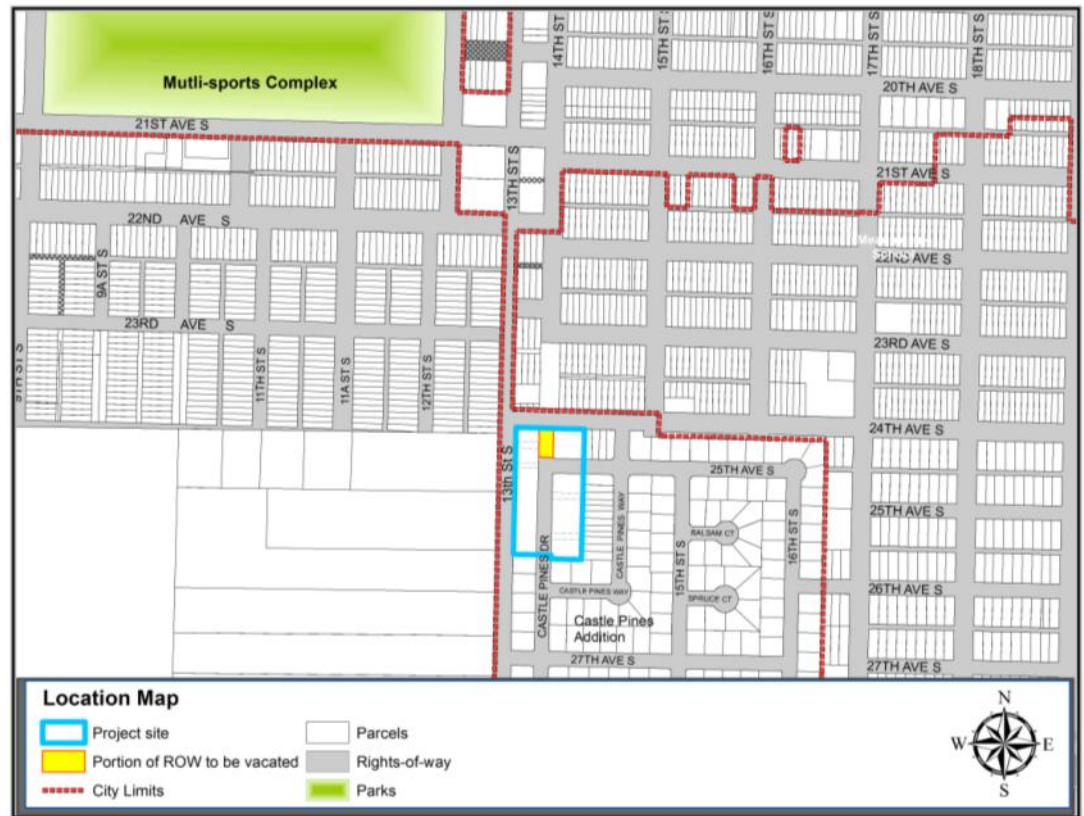 14TH ST
15TH ST S
16TH ST S
17TH ST S
18TH ST S
Mutli-sports Complex
20TH AVE S
21ST AVE S
13TH ST S
21ST AVE S
22ND AVE S
22ND AVE S
9A ST S
23RD AVE S
23RD AVE S
9TH ST S
11TH ST S
11A ST S
12TH ST S
24TH AVE S
13th St S
25TH AVE S
CASTLE PINES WAY
25TH AVE S
BALSAM CT
16TH ST S
15TH ST S
CASTLE PINES DR
CASTLE PINES WAY
SPRUCE CT
26TH AVE S
Castle Pines
Addition
27TH AVE S
27TH AVE S
Location Map
Project site
Parcels
Portion of ROW to be vacated
Rights-of-way
City Limits
Parks
N
W
E
S